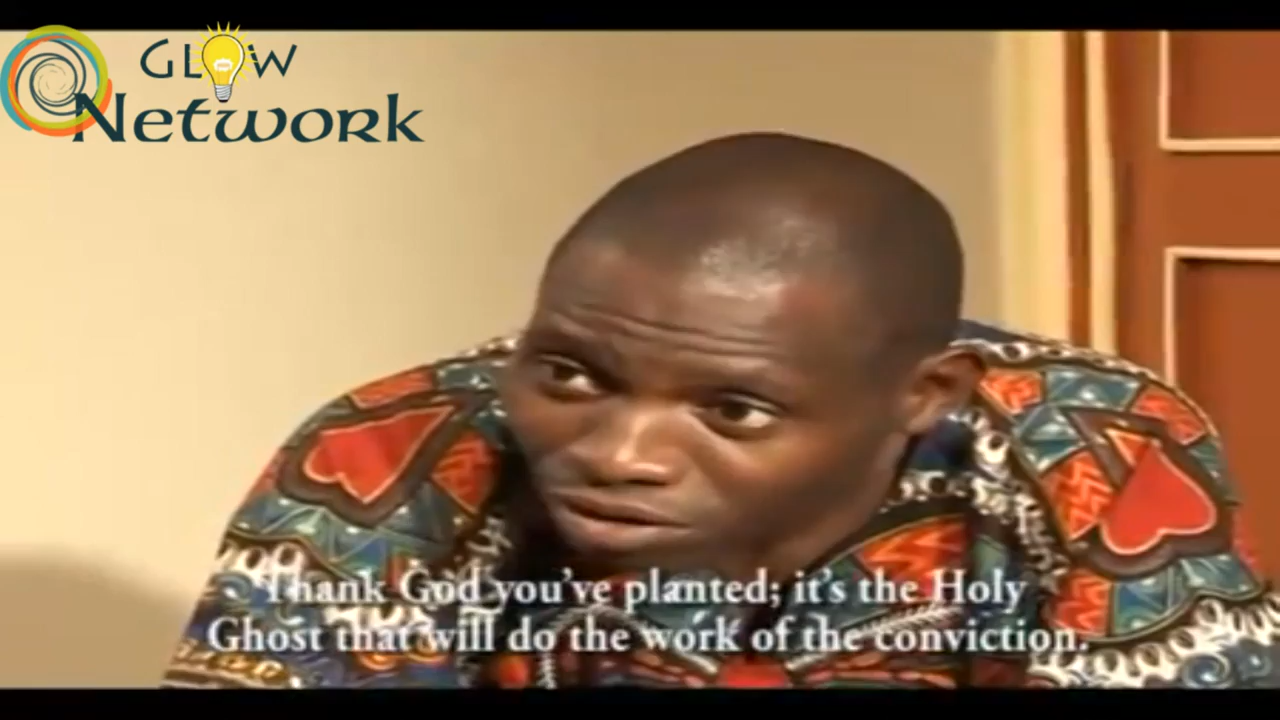 GLOW
Network
Thank God you've planted; it's the Holy
Ghost that will do the work of the conviction.